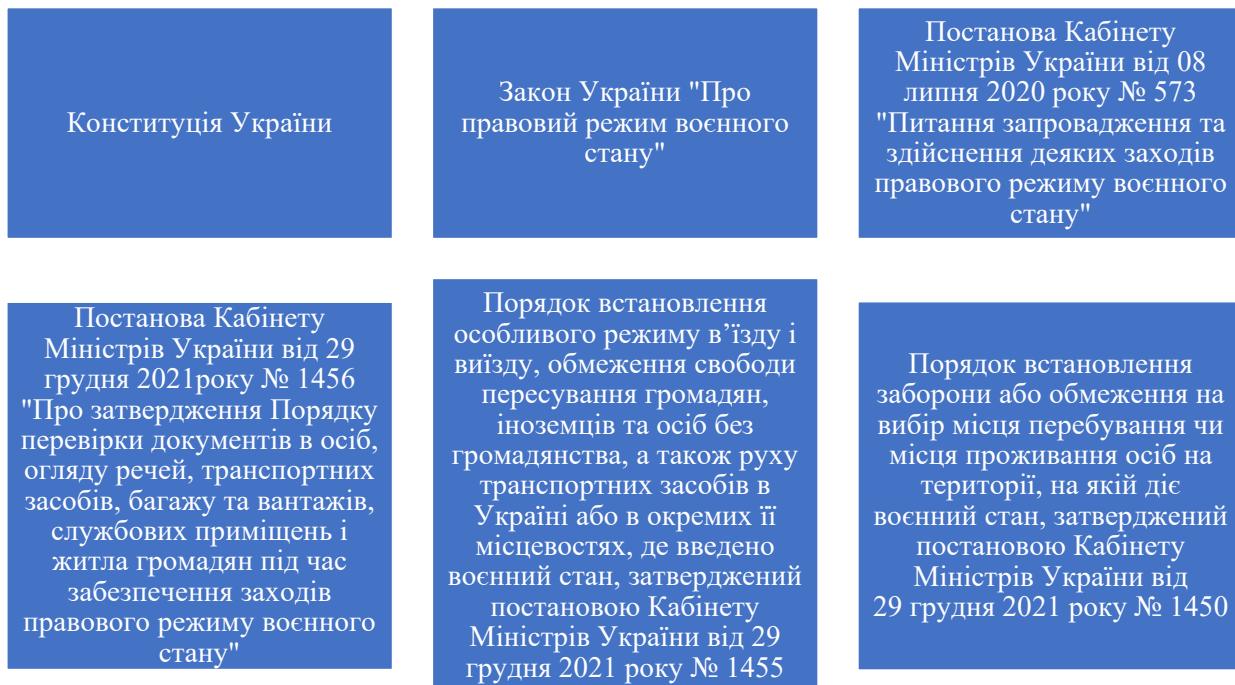 Конституція України
Закон України "Про
правовий режим воєнного
стану"
Постанова Кабінету
Міністрів України від 08
липня 2020 року № 573
"Питання запровадження та
здійснення деяких заходів
правового режиму воєнного
стану"
Постанова Кабінету
Міністрів України від 29
грудня 2021року № 1456
"Про затвердження Порядку
перевірки документів в осіб,
огляду речей, транспортних
засобів, багажу та вантажів,
службових приміщень і
житла громадян під час
забезпечення заходів
правового режиму воєнного
стану"
Порядок встановлення
особливого режиму в’їзду і
виїзду, обмеження свободи
пересування громадян,
іноземців та осіб без
громадянства, а також руху
транспортних засобів в
Україні або в окремих її
місцевостях, де введено
воєнний стан, затверджений
постановою Кабінету
Міністрів України від 29
грудня 2021 року № 1455
Порядок встановлення
заборони або обмеження на
вибір місця перебування чи
місця проживання осіб на
території, на якій діє
воєнний стан, затверджений
постановою Кабінету
Міністрів України від
29 грудня 2021 року № 1450